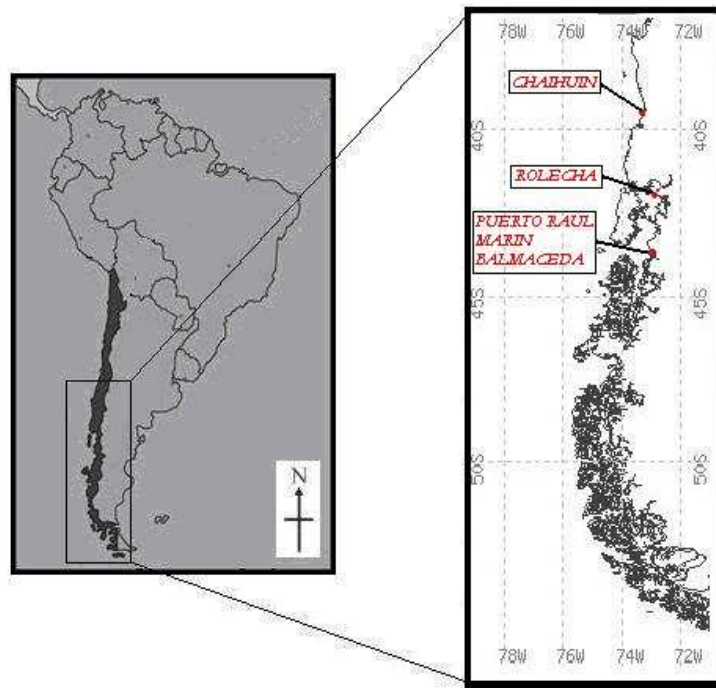 78W 76W 74W 72W
CHAIHUIN
40S 40S
ROLECHA
PUERTO RAUL
MARIN
BALMACEDA
45S 45S
N
50S 50S
78W 76W 74W 72W